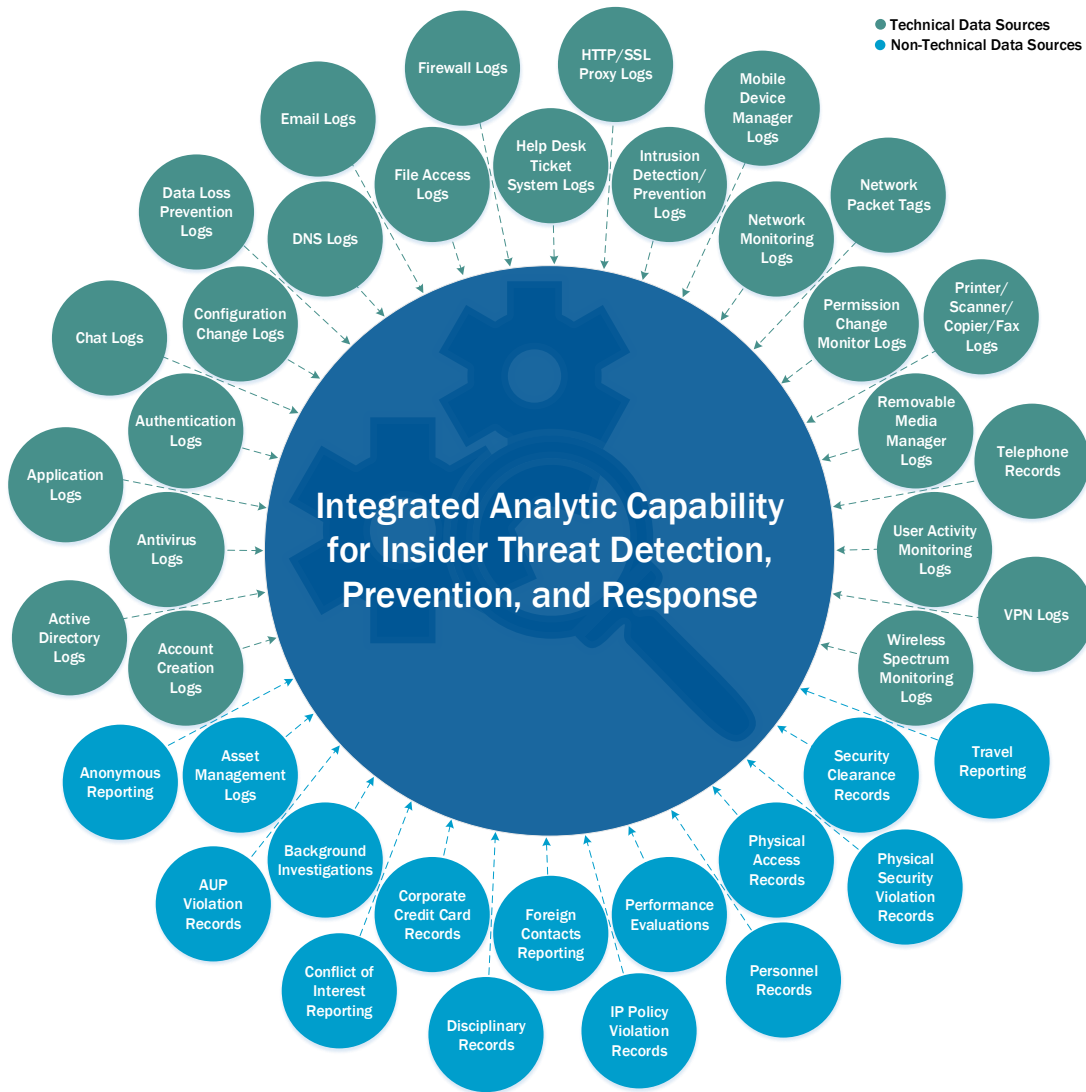 Technical Data Sources
Non-Technical Data Sources
Firewall Logs
HTTP/SSL
Proxy Logs
Mobile
Device
Manager
Logs
Email Logs
File Access
Logs
Help Desk
Ticket
System Logs
Intrusion
Detection/
Prevention
Logs
Network
Packet Tags
Data Loss
Prevention
Logs
DNS Logs
Network
Monitoring
Logs
Chat Logs
Configuration
Change Logs
Permission
Change
Monitor Logs
Printer/
Scanner/
Copier/Fax
Logs
Authentication
Logs
Removable
Media
Manager
Logs
Application
Logs
Telephone
Records
Antivirus
Logs
Integrated Analytic Capability
for Insider Threat Detection,
Prevention, and Response
User Activity
Monitoring
Logs
Active
Directory
Logs
VPN Logs
Account
Creation
Logs
Wireless
Spectrum
Monitoring
Logs
Anonymous
Reporting
Asset
Management
Logs
Security
Clearance
Records
Travel
Reporting
AUP
Violation
Records
Background
Investigations
Physical
Access
Records
Physical
Security
Violation
Records
Conflict of
Interest
Reporting
Corporate
Credit Card
Records
Foreign
Contacts
Reporting
Performance
Evaluations
Personnel
Records
Disciplinary
Records
IP Policy
Violation
Records